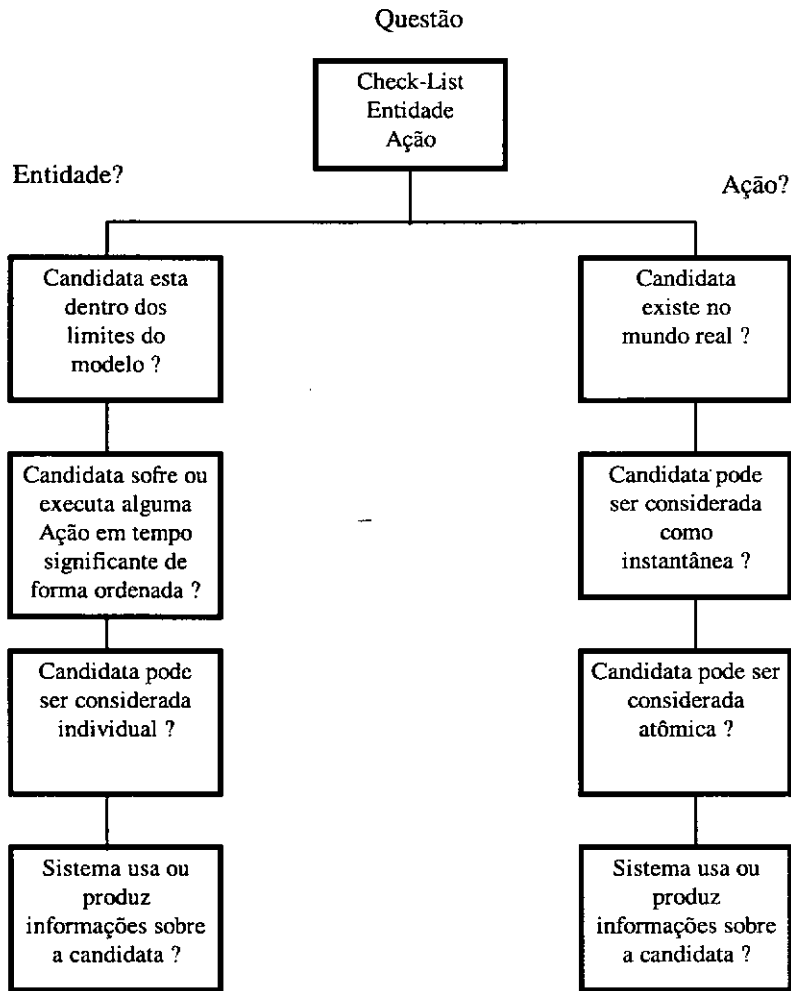 Questão
Check-List
Entidade
Ação
Entidade?
Ação?
Candidata esta
dentro dos
limites do
modelo ?
Candidata
existe no
mundo real ?
Candidata sofre ou
executa alguma
Ação em tempo
significante de
forma ordenada ?
Candidata pode
ser considerada
como
instantânea ?
Candidata pode
ser considerada
individual ?
Candidata pode ser
considerada
atômica ?
Sistema usa ou
produz
informações sobre
a candidata ?
Sistema usa ou
produz
informações sobre
a candidata ?